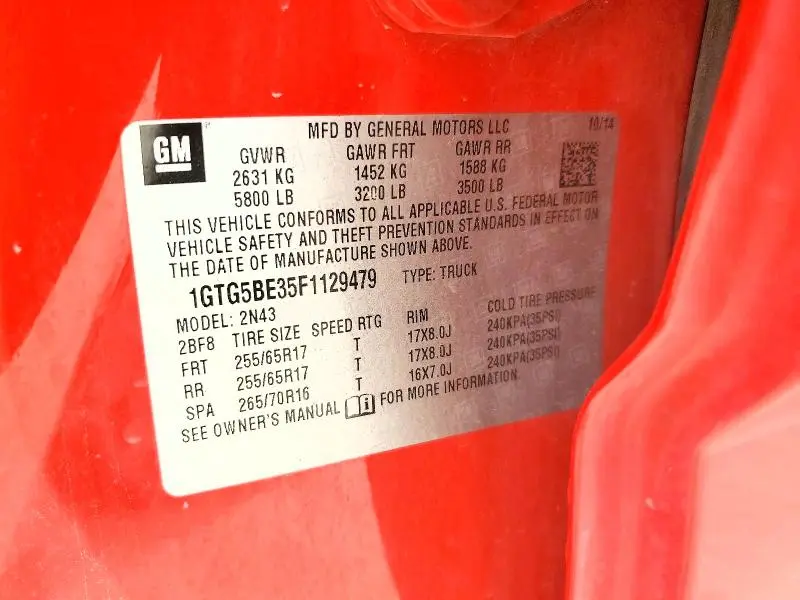 GM
MFD BY GENERAL MOTORS LLC 10/14
GVWR GAWR FRT GAWR RR
2631 KG 1452 KG 1588 KG
5800 LB 3200 LB 3500 LB
THIS VEHICLE CONFORMS TO ALL APPLICABLE U.S. FEDERAL MOTOR
VEHICLE SAFETY AND THEFT PREVENTION STANDARDS IN EFFECT ON
THE DATE OF MANUFACTURE SHOWN ABOVE.
1GTG5BE35F1129479 TYPE: TRUCK
MODEL: 2N43
2BF8 TIRE SIZE SPEED RTG RIM COLD TIRE PRESSURE
FRT 255/65R17 T 17X8.0J 240KPA(35PSI)
RR 255/65R17 T 17X8.0J 240KPA(35PSI)
SPA 265/70R16 T 16X7.0J 240KPA(35PSI)
SEE OWNER'S MANUAL FOR MORE INFORMATION.